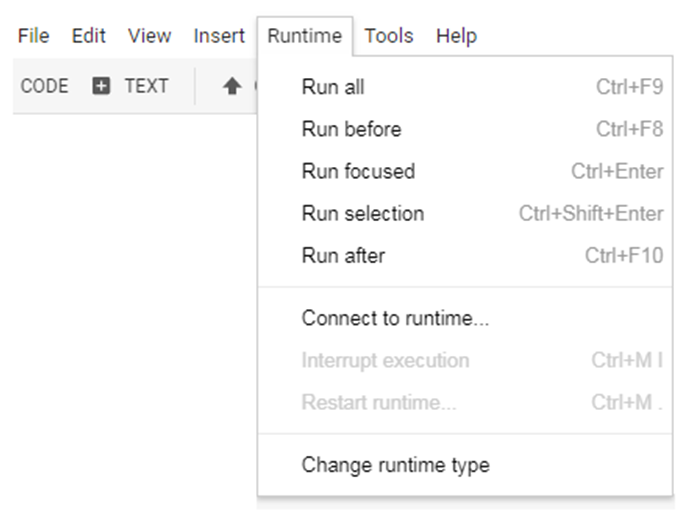 File Edit View Insert Runtime Tools Help
CODE TEXT
Run all Ctrl+F9
Run before Ctrl+F8
Run focused Ctrl+Enter
Run selection Ctrl+Shift+Enter
Run after Ctrl+F10
Connect to runtime...
Interrupt execution Ctrl+M I
Restart runtime... Ctrl+M .
Change runtime type